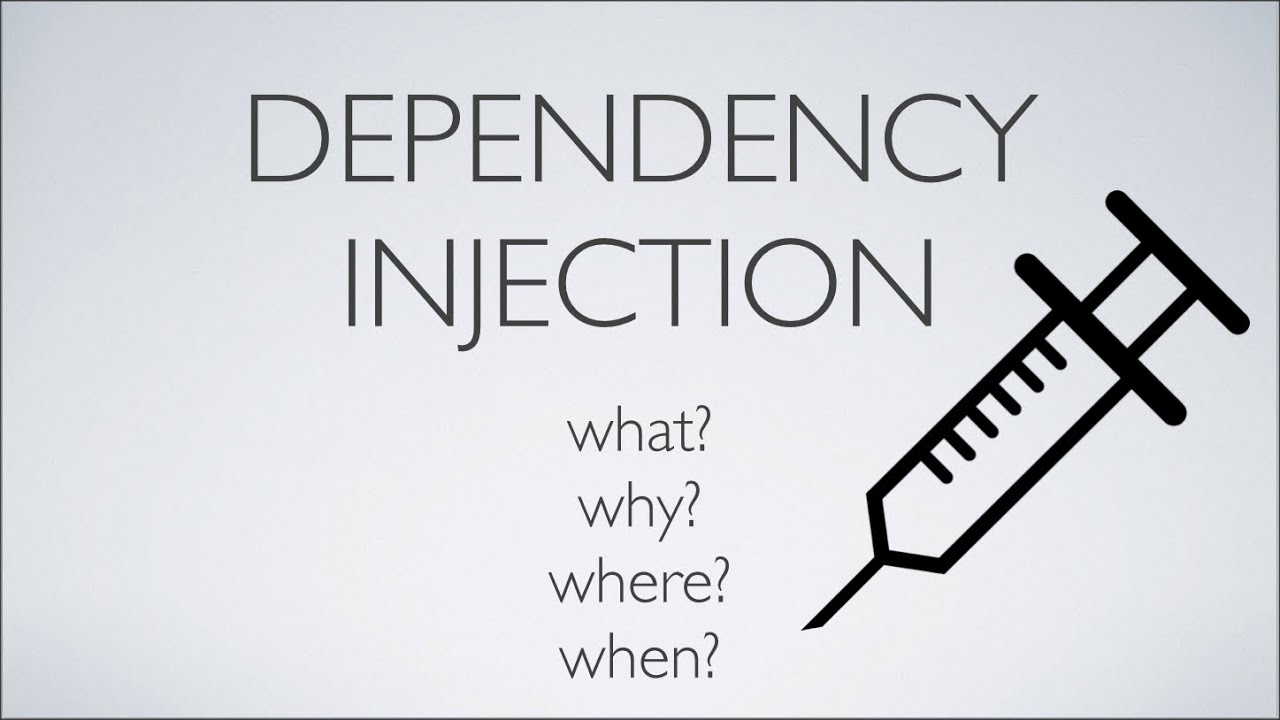 DEPENDENCY
INJECTION
what?
why?
where?
when?